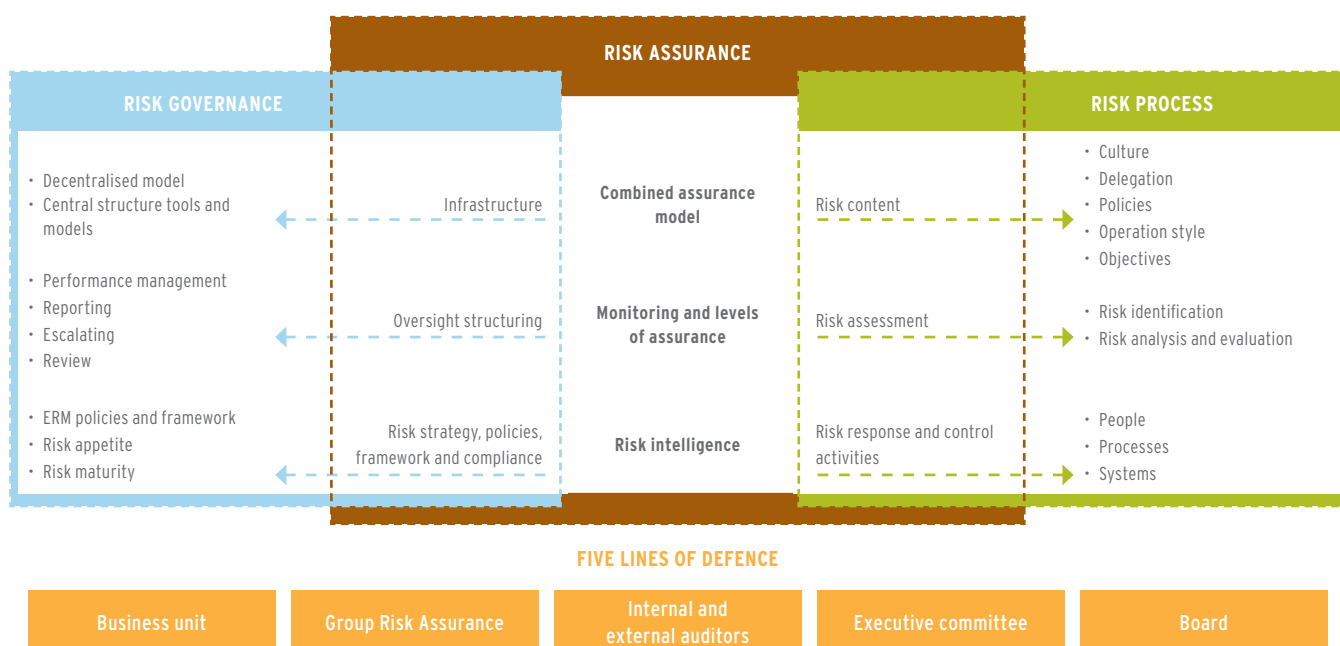 RISK ASSURANCE
RISK GOVERNANCE
RISK PROCESS
• Decentralised model
• Central structure tools and
models
Infrastructure
Combined assurance
model
Risk content
• Culture
• Delegation
• Policies
• Operation style
• Objectives
• Performance management
• Reporting
• Escalating
• Review
Oversight structuring
Monitoring and levels
of assurance
Risk assessment
• Risk identification
• Risk analysis and evaluation
• ERM policies and framework
• Risk appetite
• Risk maturity
Risk strategy, policies,
framework and compliance
Risk intelligence
Risk response and control
activities
• People
• Processes
• Systems
FIVE LINES OF DEFENCE
Business unit
Group Risk Assurance
Internal and
external auditors
Executive committee
Board